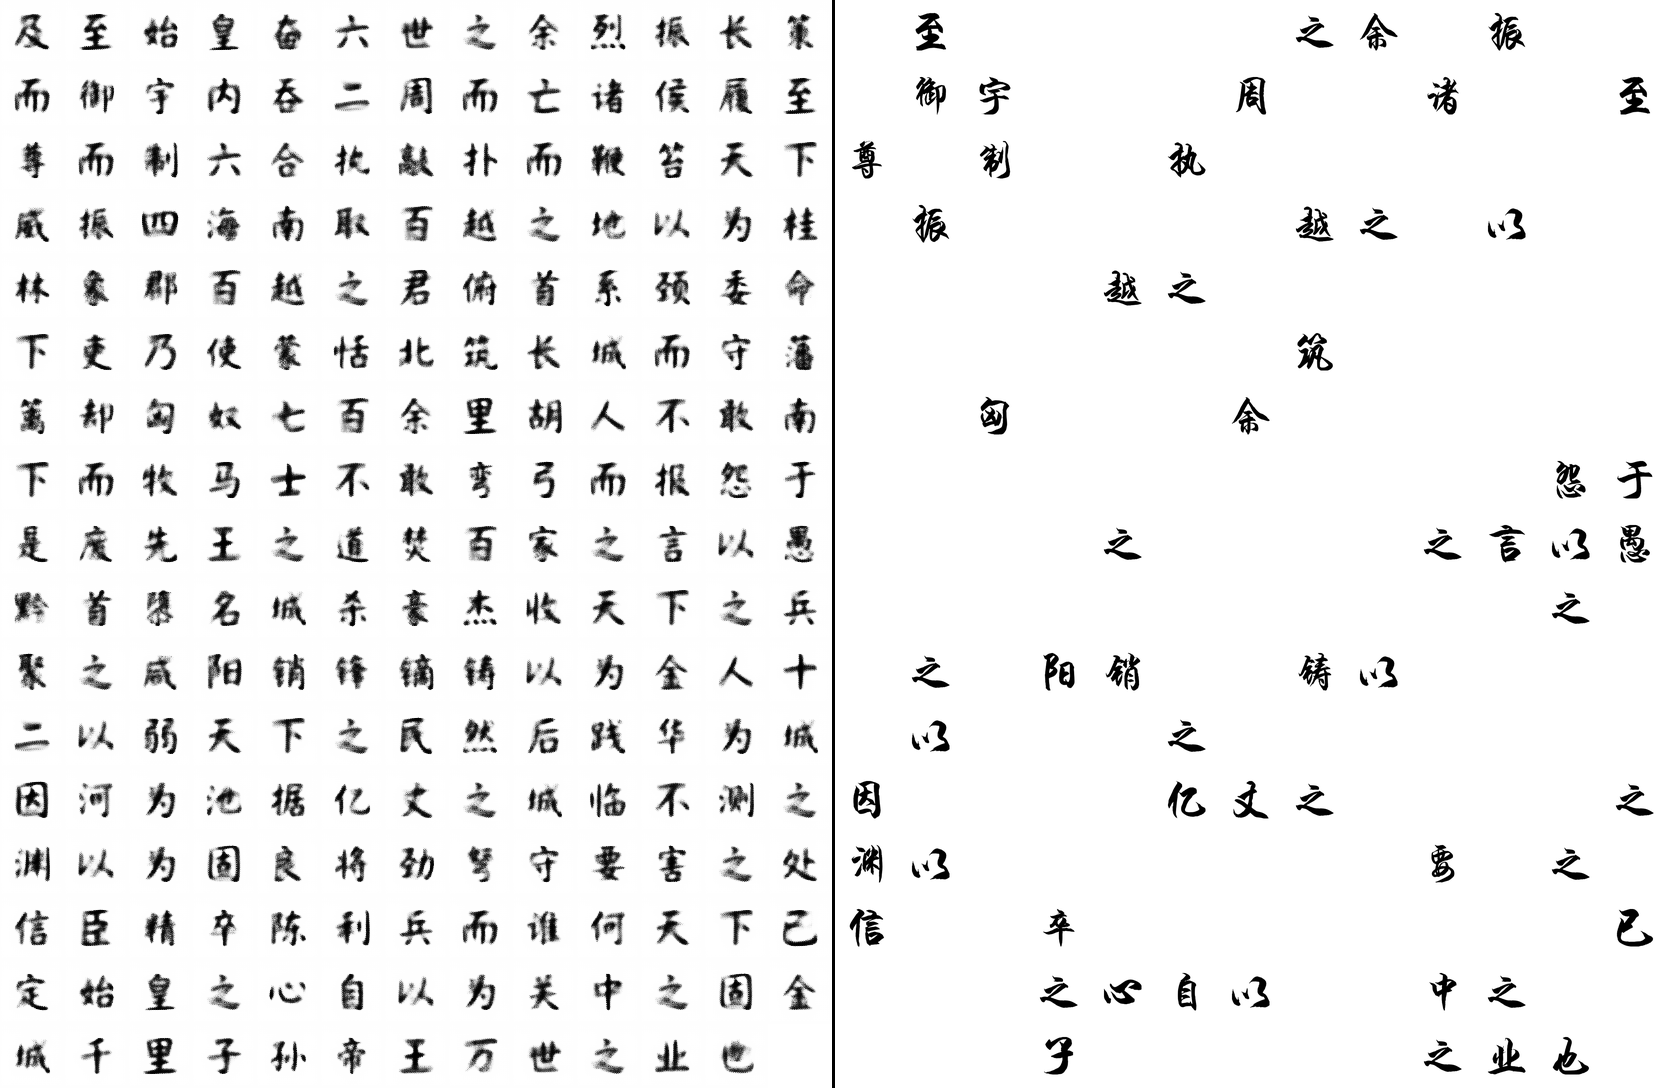 及至始皇奋六世之余烈振长策
而御宇内吞二周而亡诸侯履至
尊而制六合执敲扑而鞭笞天下
威振四海南取百越之地以为桂
林象郡百越之君俯首系颈委命
下吏乃使蒙恬北筑长城而守藩
篱却匈奴七百余里胡人不敢南
下而牧马士不敢弯弓而报怨于
是废先王之道焚百家之言以愚
黔首隳名城杀豪杰收天下之兵
聚之咸阳销锋镝铸以为金人十
二以弱天下之民然后践华为城
因河为池据亿丈之城临不测之
渊以为固良将劲弩守要害之处
信臣精卒陈利兵而谁何天下已
定始皇之心自以为关中之固金
城千里子孙帝王万世之业也
至之余振
御宇周诸至
尊制执
振越之以
越之
筑
匈余
怨于
之之言以愚
之
之阳销铸以
以之
因亿丈之之
渊以要之
信卒已
之心自以中之
子之业也